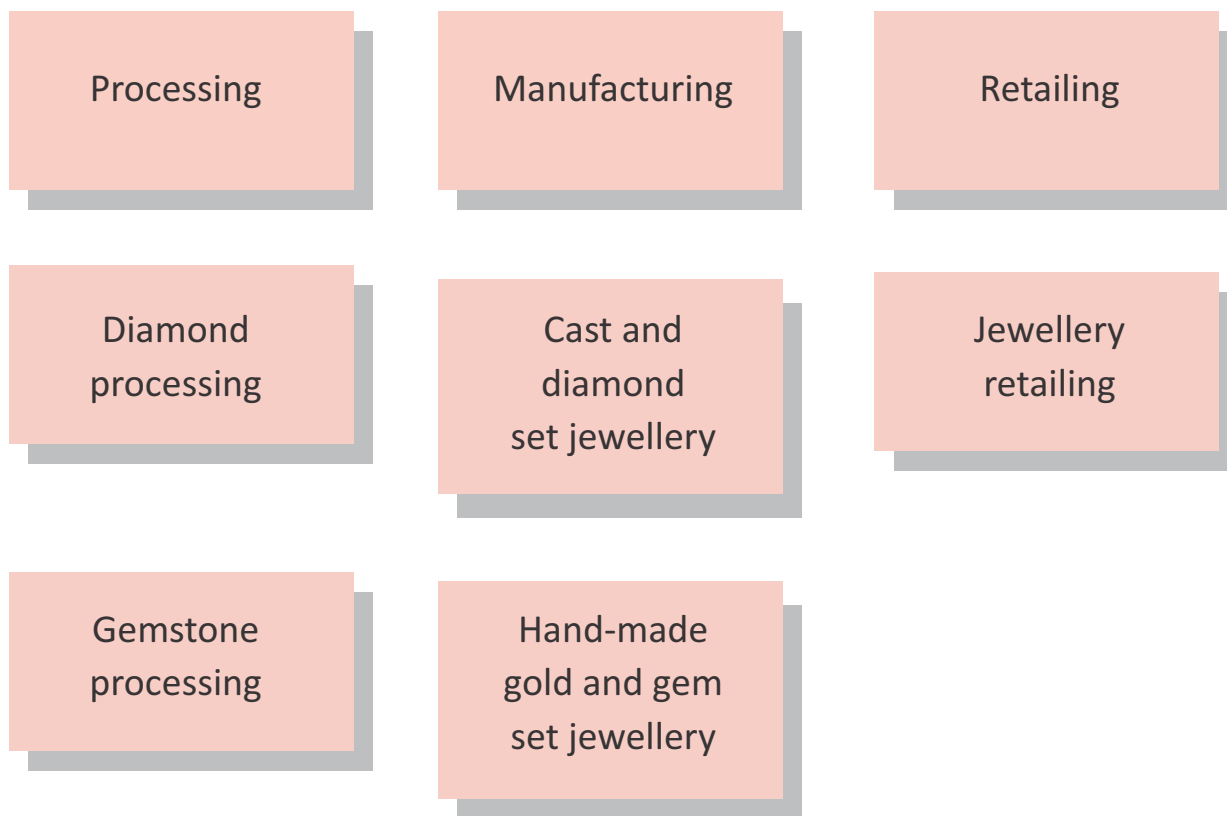 Processing
Manufacturing
Retailing
Diamond
processing
Cast and
diamond
set jewellery
Jewellery
retailing
Gemstone
processing
Hand-made
gold and gem
set jewellery